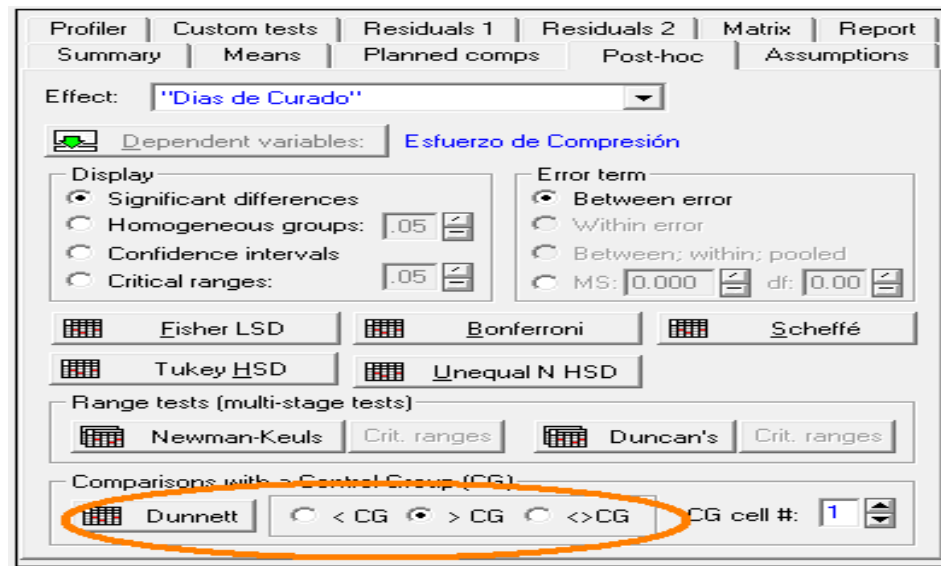 Profiler Custom tests Residuals 1 Residuals 2 Matrix Report
Summary Means Planned comps Post-hoc Assumptions
Effect: "Dias de Curado"
Dependent variables: Esfuerzo de Compresión
Display Error term
Significant differences Between error
Homogeneous groups: .05 Within error
Confidence intervals Between; within; pooled
Critical ranges: .05 MS: 0.000 df: 0.00
Fisher LSD Bonferroni Scheffé
Tukey HSD Unequal N HSD
Range tests (multi-stage tests)
Newman-Keuls Crit. ranges Duncan's Crit. ranges
Comparisons with a Control Group (CG)
Dunnett < CG > CG <>CG CG cell #: 1